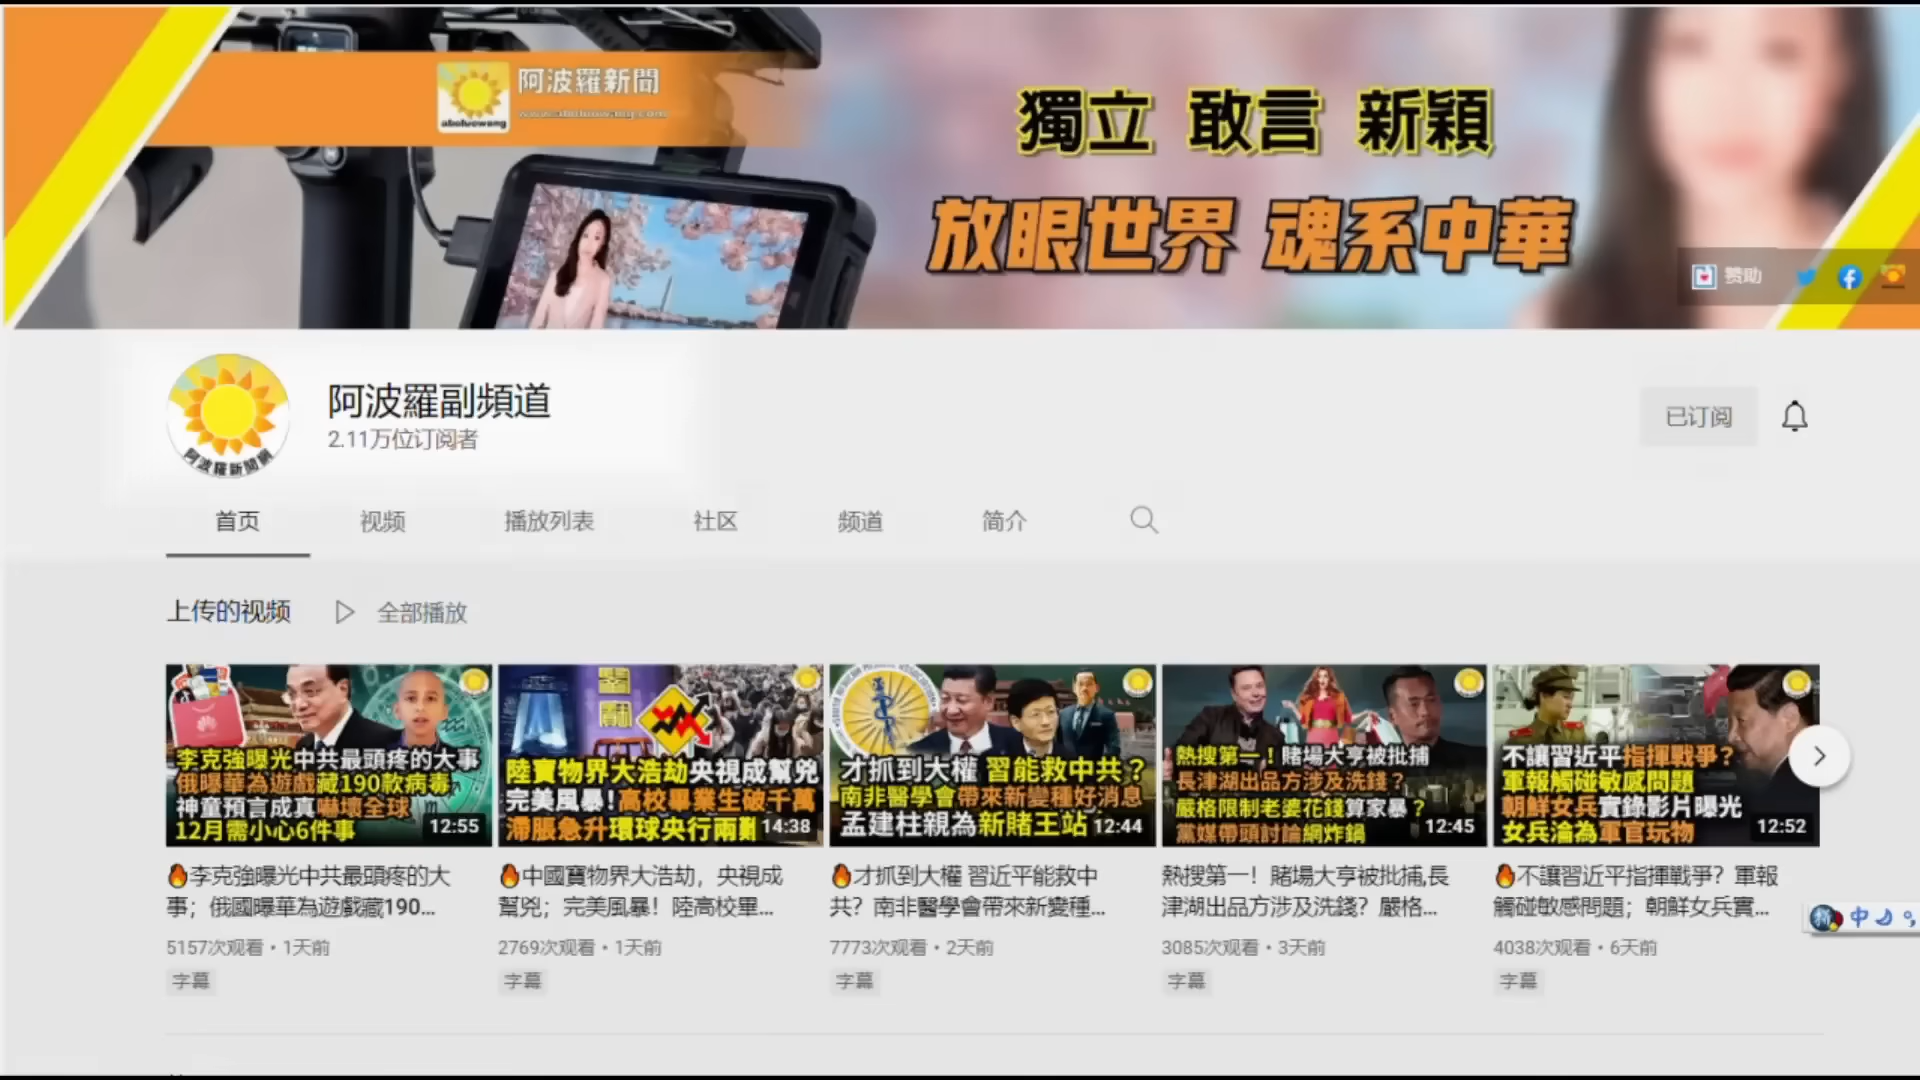 阿波羅新聞
www.aboluowang.com
aboluowang
獨立 敢言 新穎
放眼世界 魂系中華
赞助
阿波羅新聞網
阿波羅副頻道
2.11万位订阅者
已订阅
首页 视频 播放列表 社区 频道 简介
上传的视频 全部播放
李克強曝光中共最頭疼的大事
俄曝華為遊戲藏190款病毒
神童預言成真嚇壞全球
12月需小心6件事
12:55
陸寶物界大浩劫央視成幫兇
完美風暴!高校畢業生破千萬
滯脹急升環球央行兩難
14:38
才抓到大權 習能救中共？
南非醫學會帶來新變種好消息
孟建柱親為新賭王站
12:44
熱搜第一！賭場大亨被批捕
長津湖出品方涉及洗錢？
嚴格限制老婆花錢算家暴？
黨媒帶頭討論網炸鍋
12:45
不讓習近平指揮戰爭？
軍報觸碰敏感問題
朝鮮女兵實錄影片曝光
女兵淪為軍官玩物
12:52
🔥李克強曝光中共最頭疼的大
事；俄國曝華為遊戲藏190...
5157次观看 • 1天前
字幕
🔥中國寶物界大浩劫，央視成
幫兇；完美風暴！陸高校畢...
2769次观看 • 1天前
字幕
🔥才抓到大權 習近平能救中
共？南非醫學會帶來新變種...
7773次观看 • 2天前
字幕
熱搜第一！賭場大亨被批捕,長
津湖出品方涉及洗錢？嚴格...
3085次观看 • 3天前
字幕
🔥不讓習近平指揮戰爭？軍報
觸碰敏感問題；朝鮮女兵實...
4038次观看 • 6天前
字幕
中